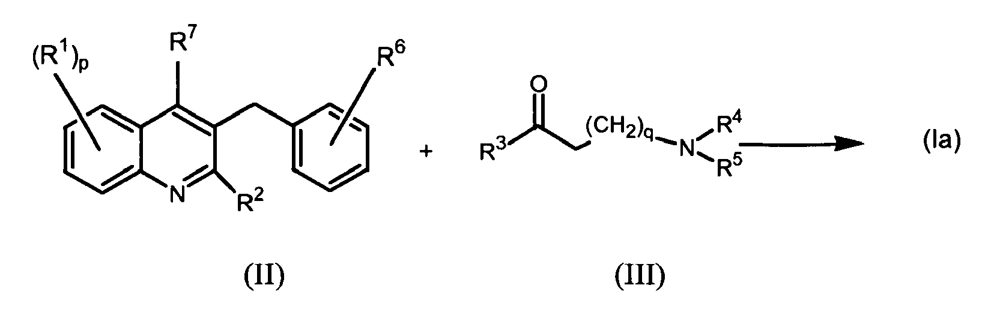 (R¹)ₚ
R⁷
R⁶
N
R²
+
O
R³
(CH₂)q
N
R⁴
R⁵
(Ia)
(II)
(III)